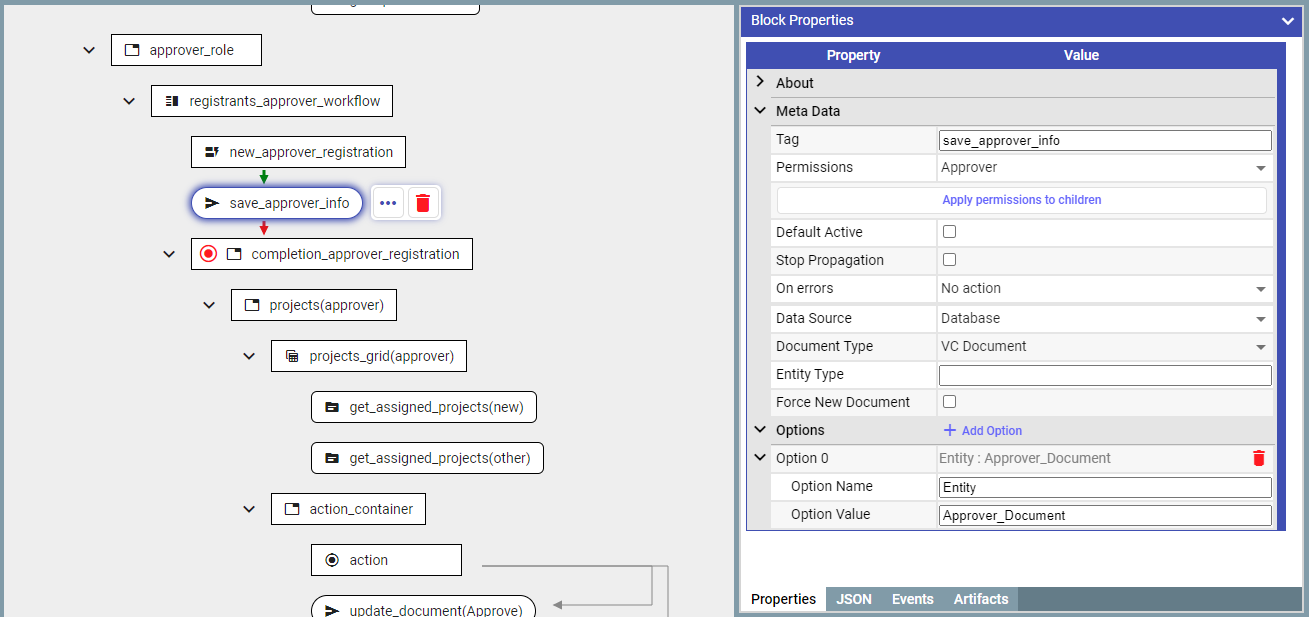 approver_role
registrants_approver_workflow
new_approver_registration
save_approver_info
completion_approver_registration
projects(approver)
projects_grid(approver)
get_assigned_projects(new)
get_assigned_projects(other)
action_container
action
update_document(Approve)
Block Properties
Property Value
About
Meta Data
Tag save_approver_info
Permissions Approver
Apply permissions to children
Default Active
Stop Propagation
On errors No action
Data Source Database
Document Type VC Document
Entity Type
Force New Document
Options Add Option
Option 0 Entity : Approver_Document
Option Name Entity
Option Value Approver_Document
Properties JSON Events Artifacts